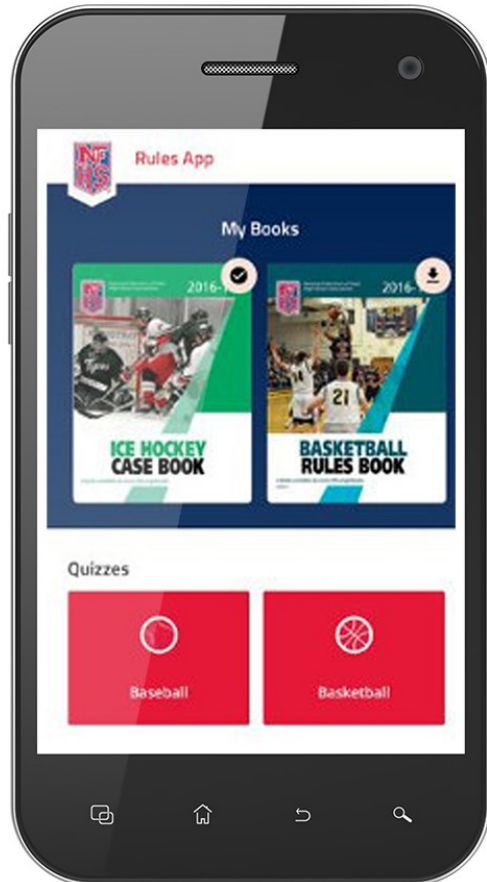 NF
HS
Rules App
My Books
2016-1
2016-
ICE HOCKEY
CASE BOOK
BASKETBALL
RULES BOOK
21
Quizzes
Baseball
Basketball